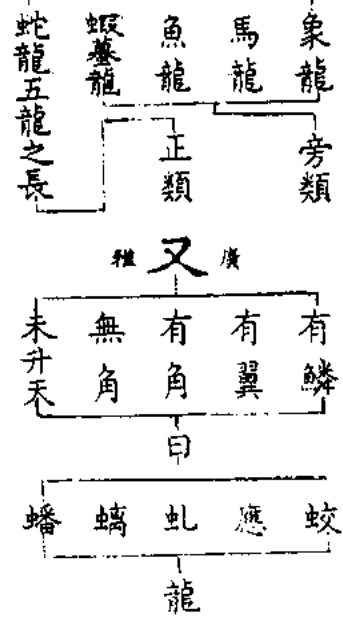 象龍
馬龍
魚龍
蝦蟇龍
蛇龍五龍之長
旁類
正類
廣
又
雅
有鱗
有翼
有角
無角
未升天
曰
蛟
應
虬
螭
蟠
龍